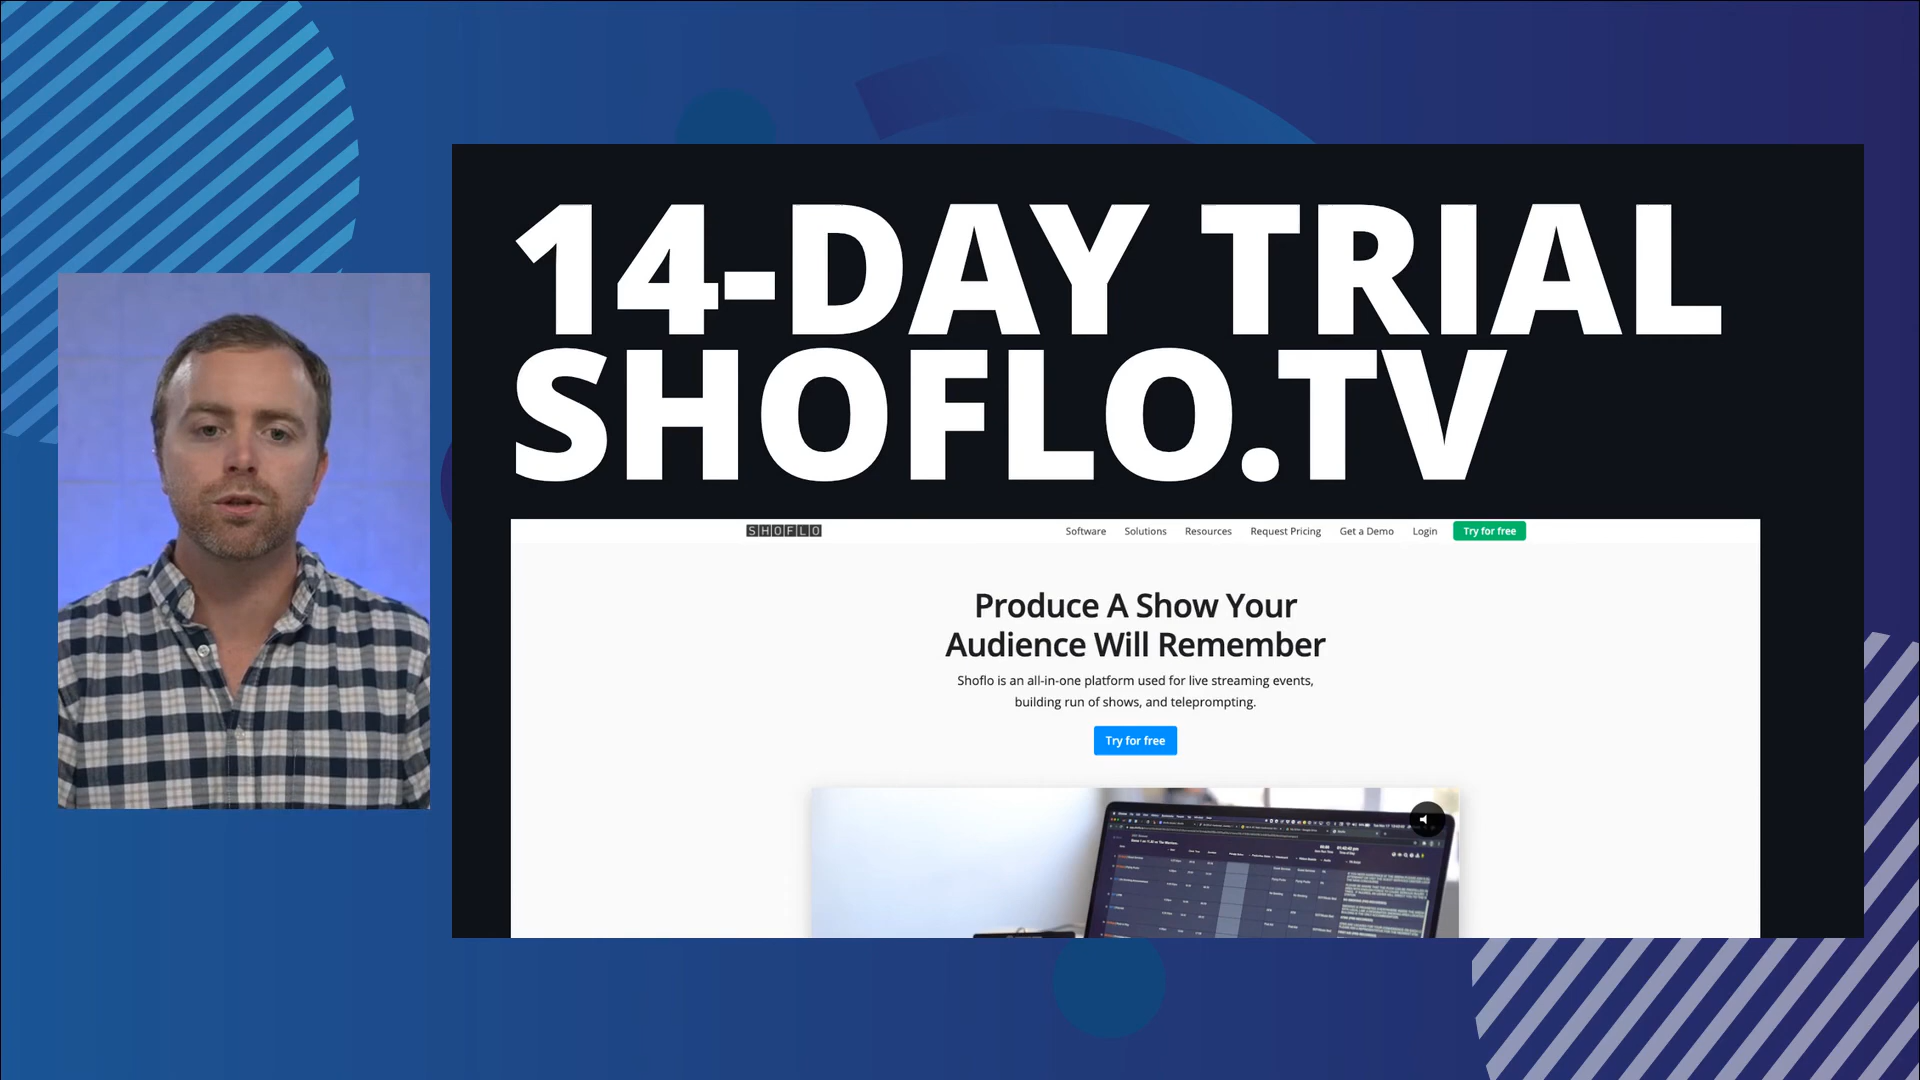 14-DAY TRIAL
SHOFLO.TV
SHOFLO
Software Solutions Resources Request Pricing Get a Demo Login Try for free
Produce A Show Your
Audience Will Remember
Shoflo is an all-in-one platform used for live streaming events,
building run of shows, and teleprompting.
Try for free